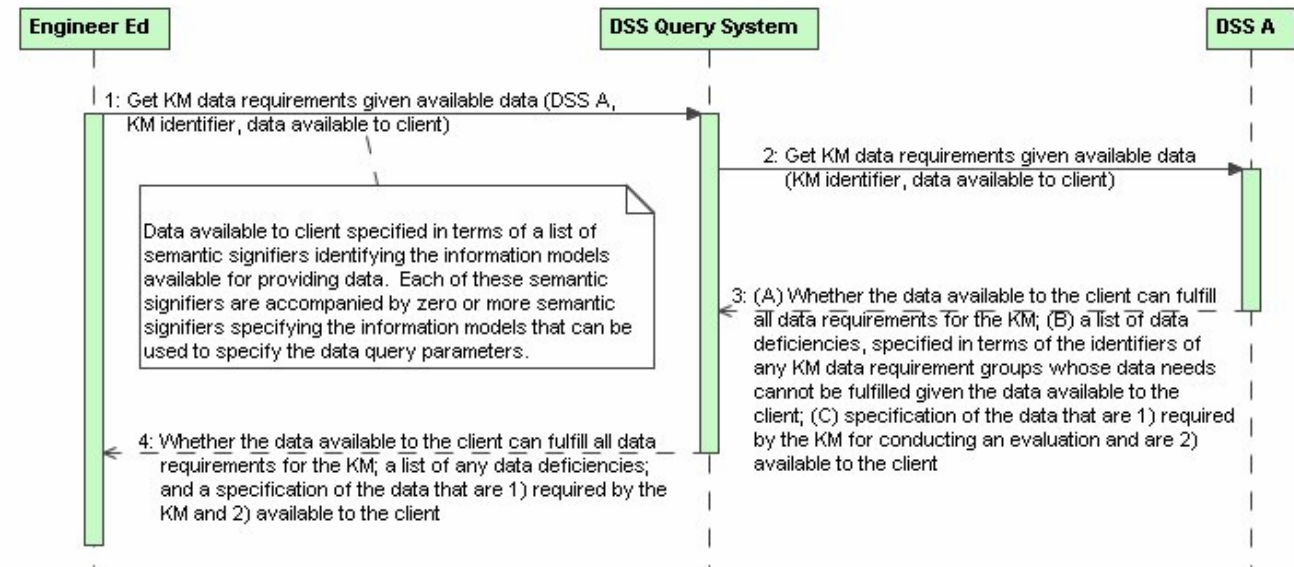 Engineer Ed
DSS Query System
DSS A
1: Get KM data requirements given available data (DSS A,
KM identifier, data available to client)
2: Get KM data requirements given available data
(KM identifier, data available to client)
Data available to client specified in terms of a list of
semantic signifiers identifying the information models
available for providing data. Each of these semantic
signifiers are accompanied by zero or more semantic
signifiers specifying the information models that can be
used to specify the data query parameters.
3: (A) Whether the data available to the client can fulfill
all data requirements for the KM; (B) a list of data
deficiencies, specified in terms of the identifiers of
any KM data requirement groups whose data needs
cannot be fulfilled given the data available to the
client; (C) specification of the data that are 1) required
by the KM for conducting an evaluation and are 2)
available to the client
4: Whether the data available to the client can fulfill all data
requirements for the KM; a list of any data deficiencies;
and a specification of the data that are 1) required by the
KM and 2) available to the client